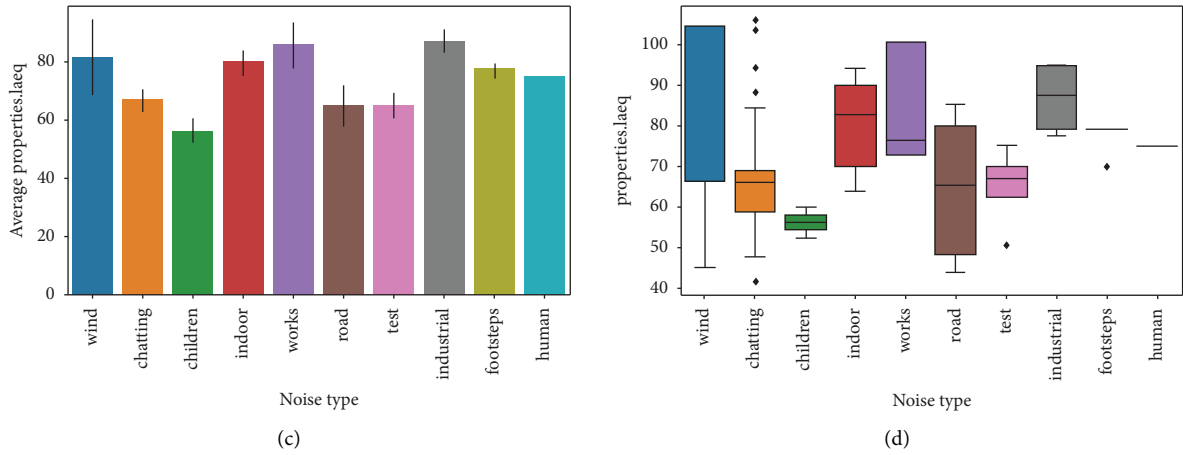 Average properties.laeq
80
60
40
20
0
wind
chatting
children
indoor
works
road
test
industrial
footsteps
human
Noise type
(c)
properties.laeq
100
90
80
70
60
50
40
wind
chatting
children
indoor
works
road
test
industrial
footsteps
human
Noise type
(d)